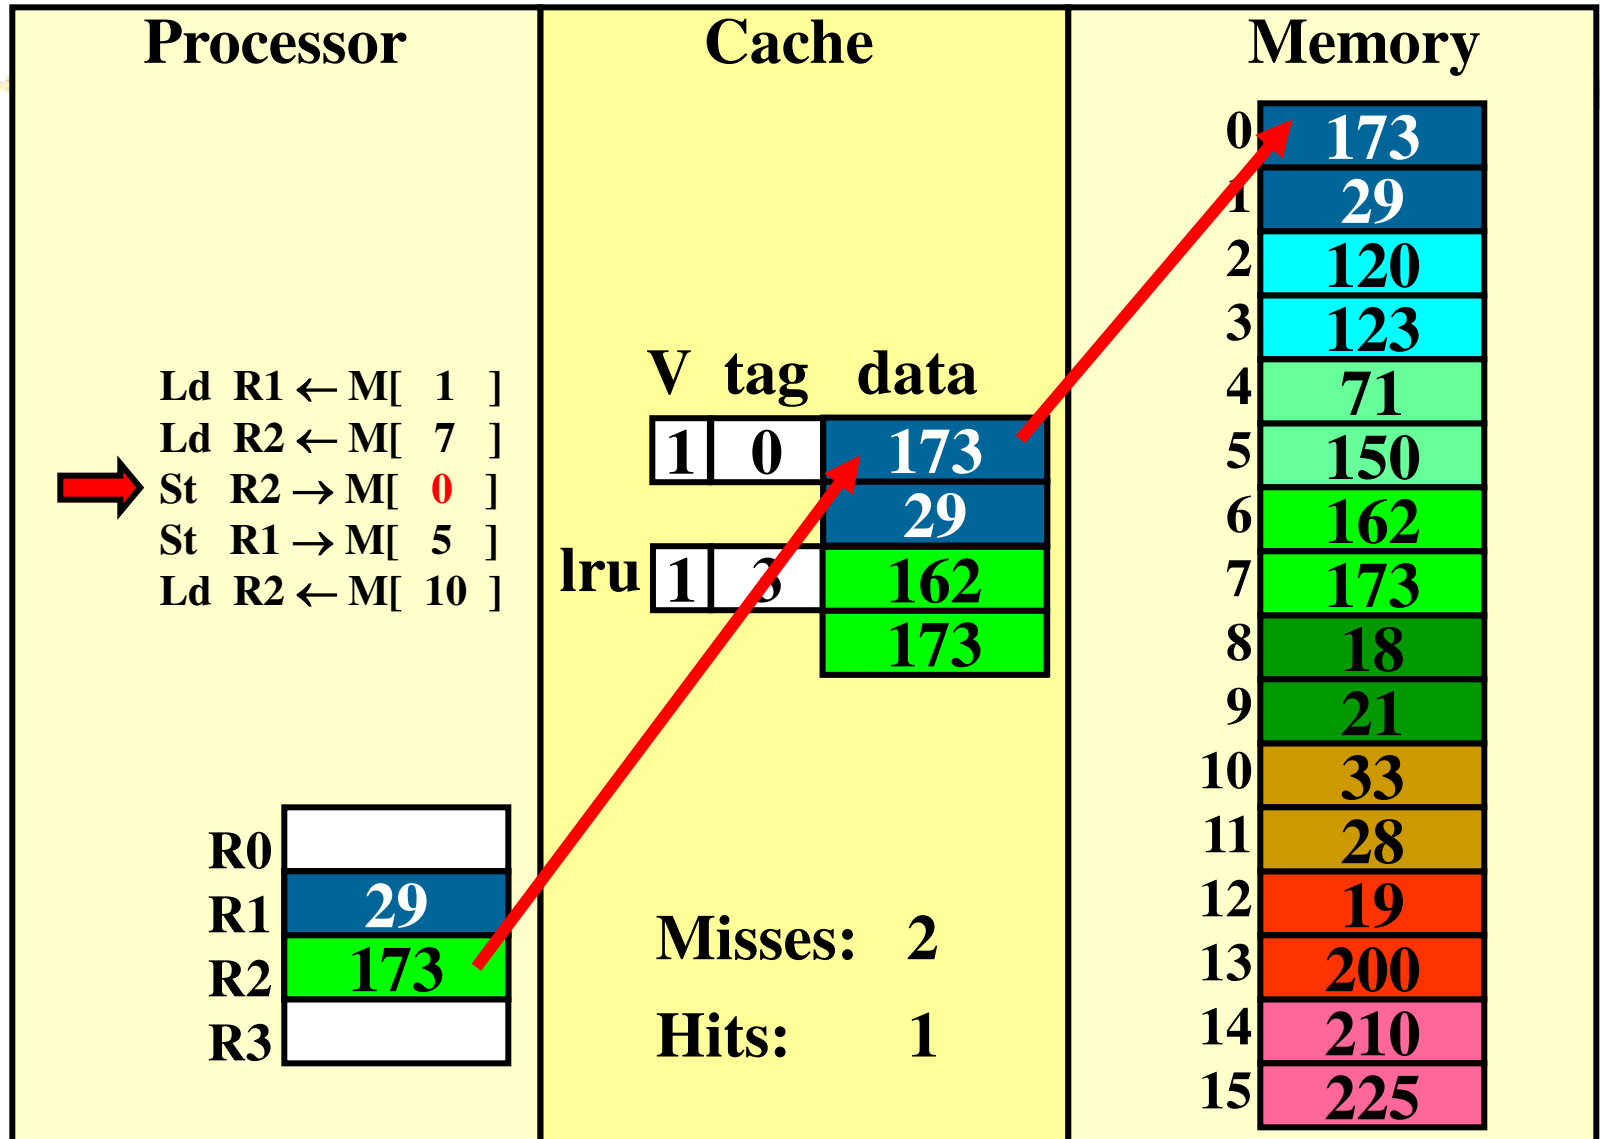 Processor
Ld R1 ← M[ 1 ]
Ld R2 ← M[ 7 ]
St R2 → M[ 0 ]
St R1 → M[ 5 ]
Ld R2 ← M[ 10 ]
R0
R1 29
R2 173
R3
Cache
V tag data
1 0 173
29
lru 1 3 162
173
Misses: 2
Hits: 1
Memory
0 173
1 29
2 120
3 123
4 71
5 150
6 162
7 173
8 18
9 21
10 33
11 28
12 19
13 200
14 210
15 225